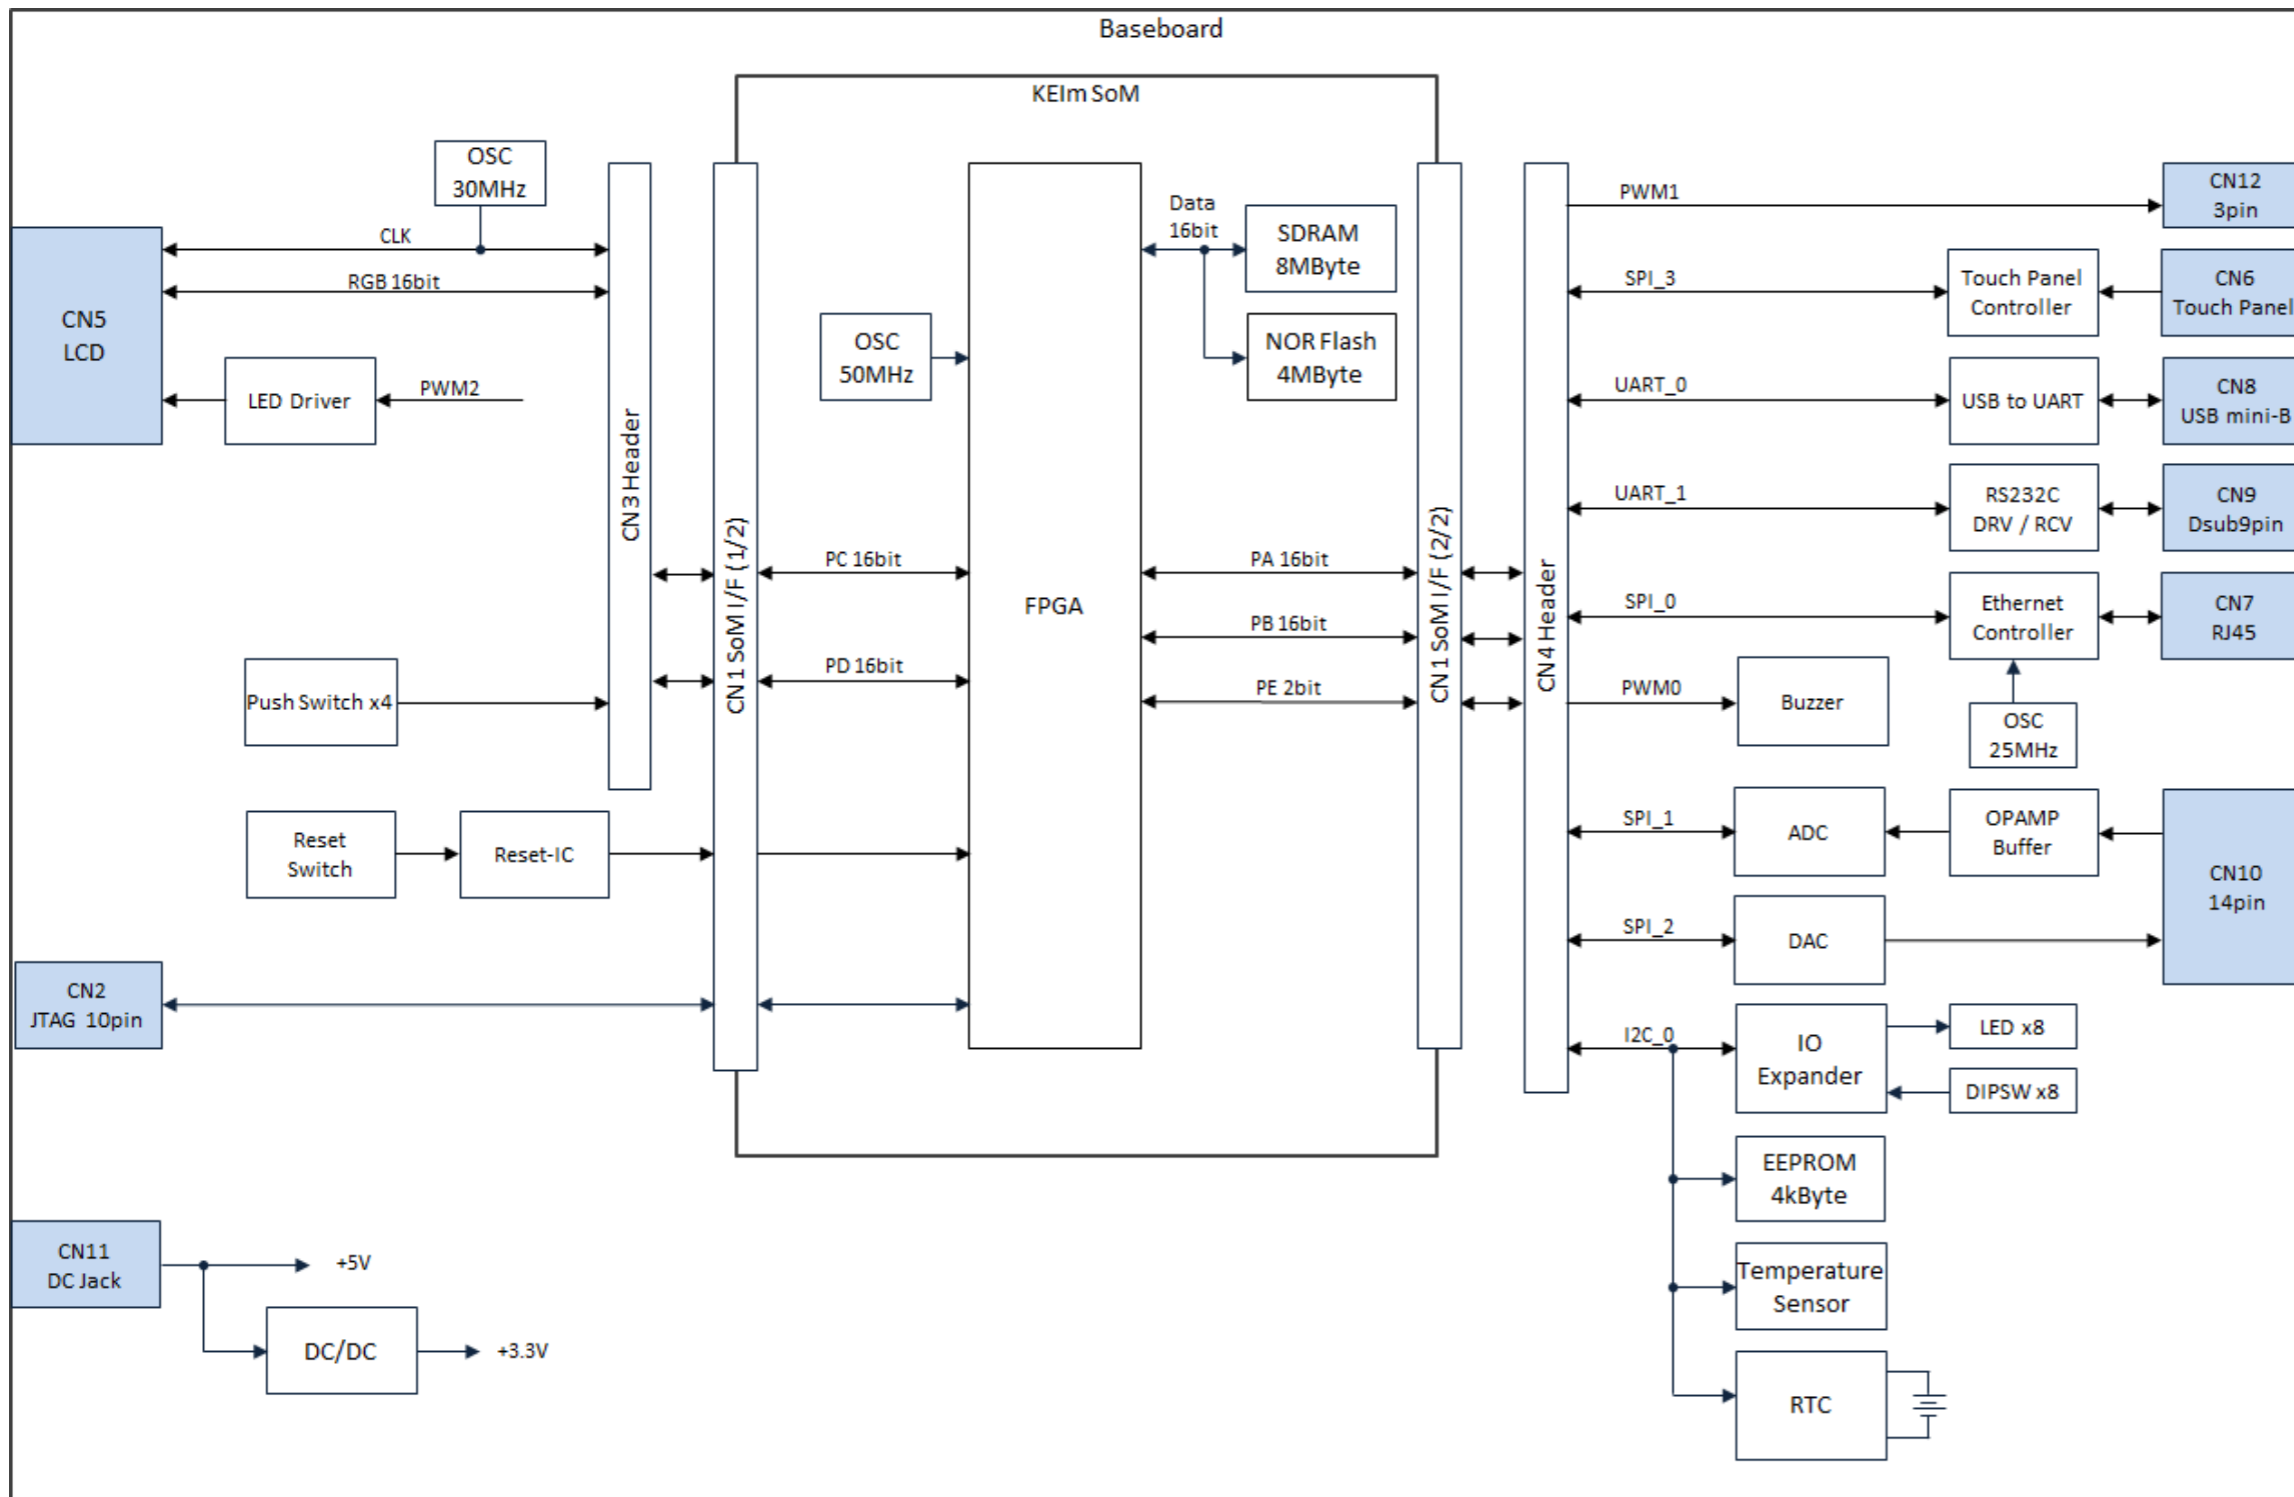 Baseboard
KEIm SoM
OSC
30MHz
CLK
RGB 16bit
CN5
LCD
LED Driver
PWM2
CN3 Header
Push Switch x4
Reset
Switch
Reset-IC
CN2
JTAG 10pin
CN11
DC Jack
+5V
DC/DC
+3.3V
CN1 SoM I/F (1/2)
OSC
50MHz
PC 16bit
PD 16bit
FPGA
Data
16bit
SDRAM
8MByte
NOR Flash
4MByte
PA 16bit
PB 16bit
PE 2bit
CN1 SoM I/F (2/2)
CN4 Header
PWM1
CN12
3pin
SPI_3
Touch Panel
Controller
CN6
Touch Panel
UART_0
USB to UART
CN8
USB mini-B
UART_1
RS232C
DRV / RCV
CN9
Dsub9pin
SPI_0
Ethernet
Controller
CN7
RJ45
PWM0
Buzzer
OSC
25MHz
SPI_1
ADC
OPAMP
Buffer
CN10
14pin
SPI_2
DAC
I2C_0
IO
Expander
LED x8
DIPSW x8
EEPROM
4kByte
Temperature
Sensor
RTC